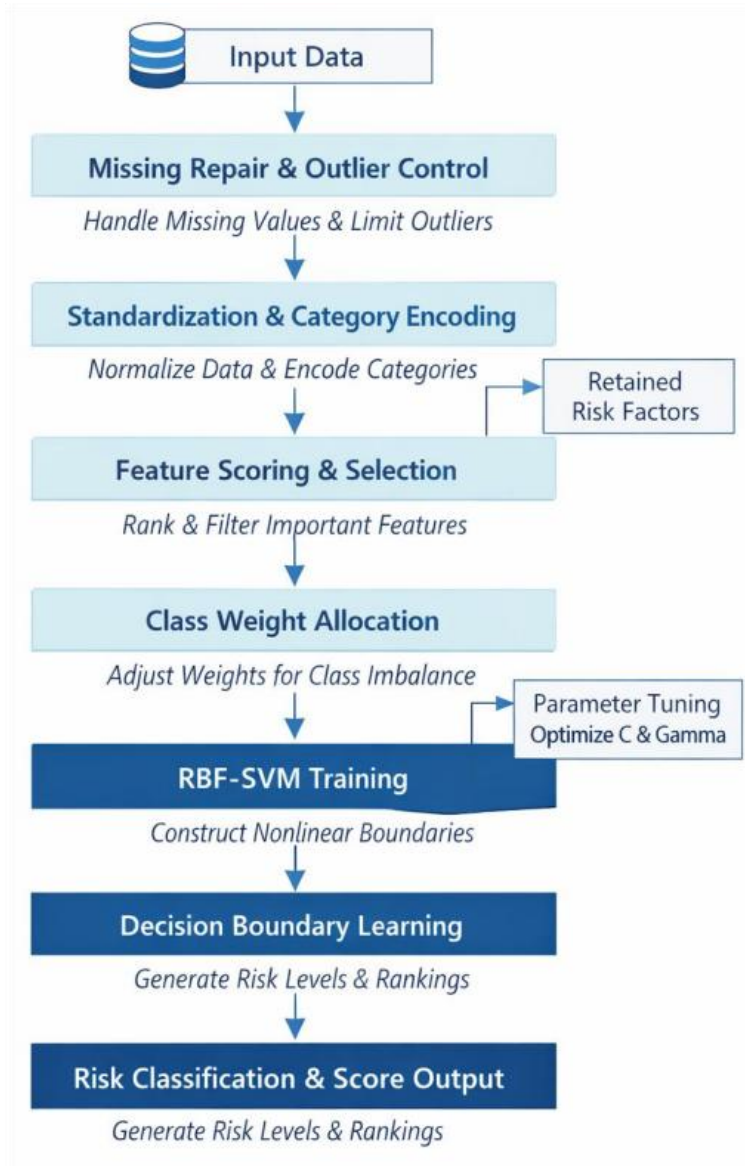 Input Data
Missing Repair & Outlier Control
Handle Missing Values & Limit Outliers
Standardization & Category Encoding
Normalize Data & Encode Categories
Retained
Risk Factors
Feature Scoring & Selection
Rank & Filter Important Features
Class Weight Allocation
Adjust Weights for Class Imbalance
Parameter Tuning
Optimize C & Gamma
RBF-SVM Training
Construct Nonlinear Boundaries
Decision Boundary Learning
Generate Risk Levels & Rankings
Risk Classification & Score Output
Generate Risk Levels & Rankings